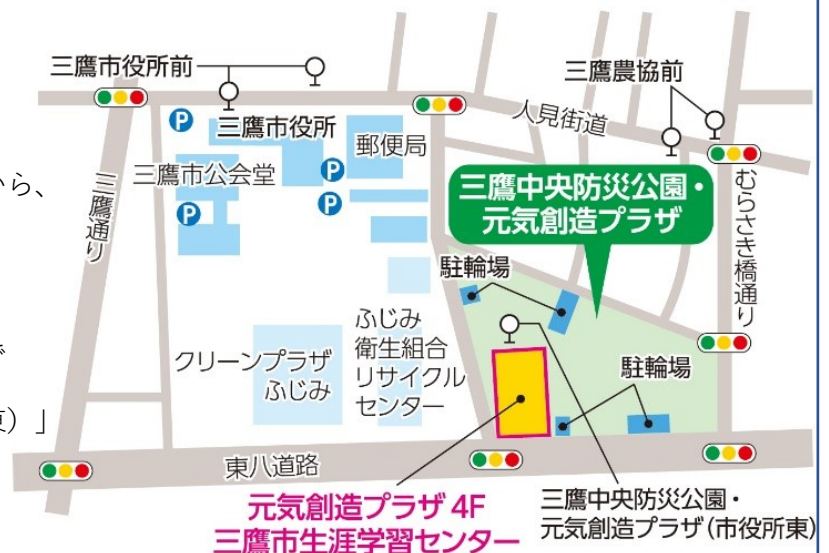 三鷹市役所前
三鷹農協前
人見街道
三鷹市役所
郵便局
三鷹市公会堂
P
P
P
P
から、
三鷹通り
三鷹中央防災公園・
元気創造プラザ
むらさき橋通り
駐輪場
ふじみ
衛生組合
リサイクル
センター
クリーンプラザ
ふじみ
駐輪場
東)」
東八道路
元気創造プラザ 4F
三鷹市生涯学習センター
三鷹中央防災公園・
元気創造プラザ(市役所東)